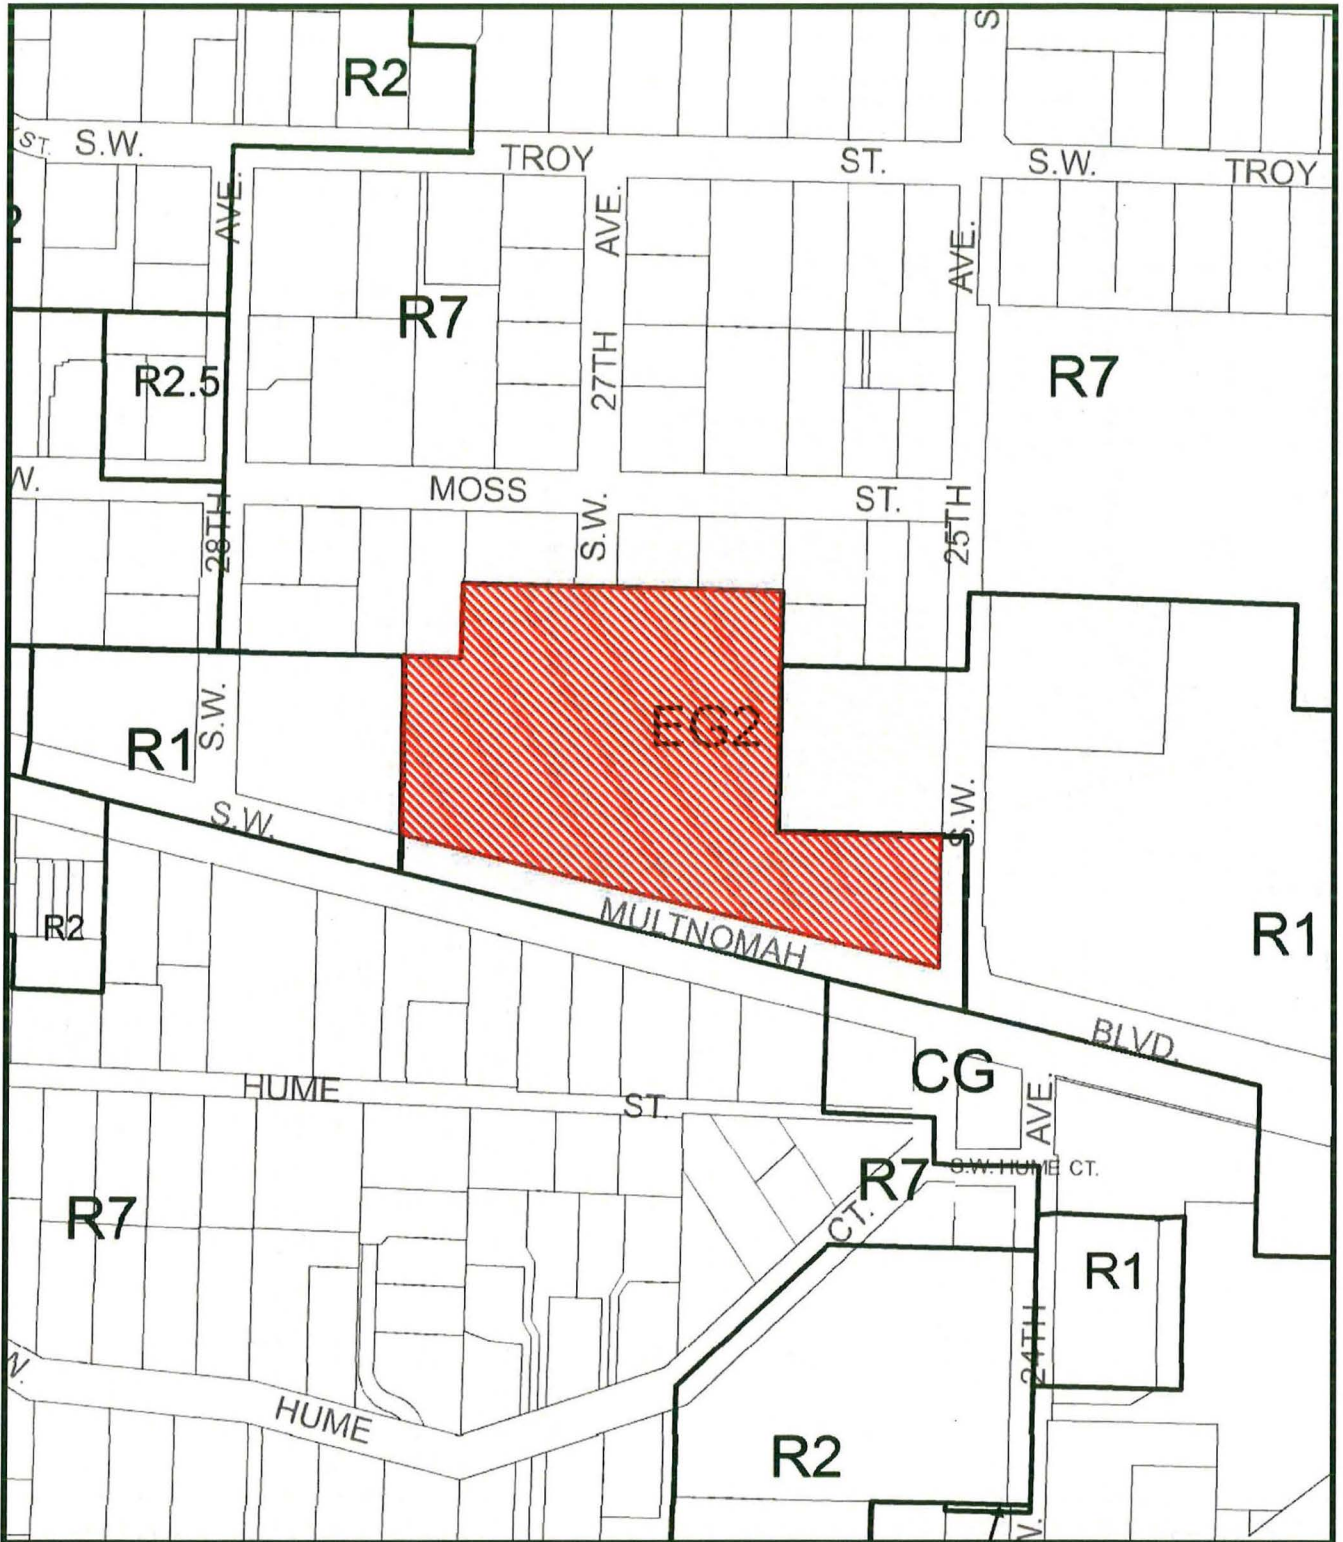 S
R2
ST.
S.W.
TROY
ST.
S.W.
TROY
2
AVE.
AVE.
AVE.
R7
R7
27TH
R2.5
W.
MOSS
ST.
28TH
S.W.
25TH
EG2
S.W.
R1
S.W.
S.W.
R2
MULTNOMAH
R1
BLVD.
CG
HUME
ST.
AVE.
R7
S.W. HUME CT.
R7
CT.
R1
24TH
W.
HUME
R2
W.